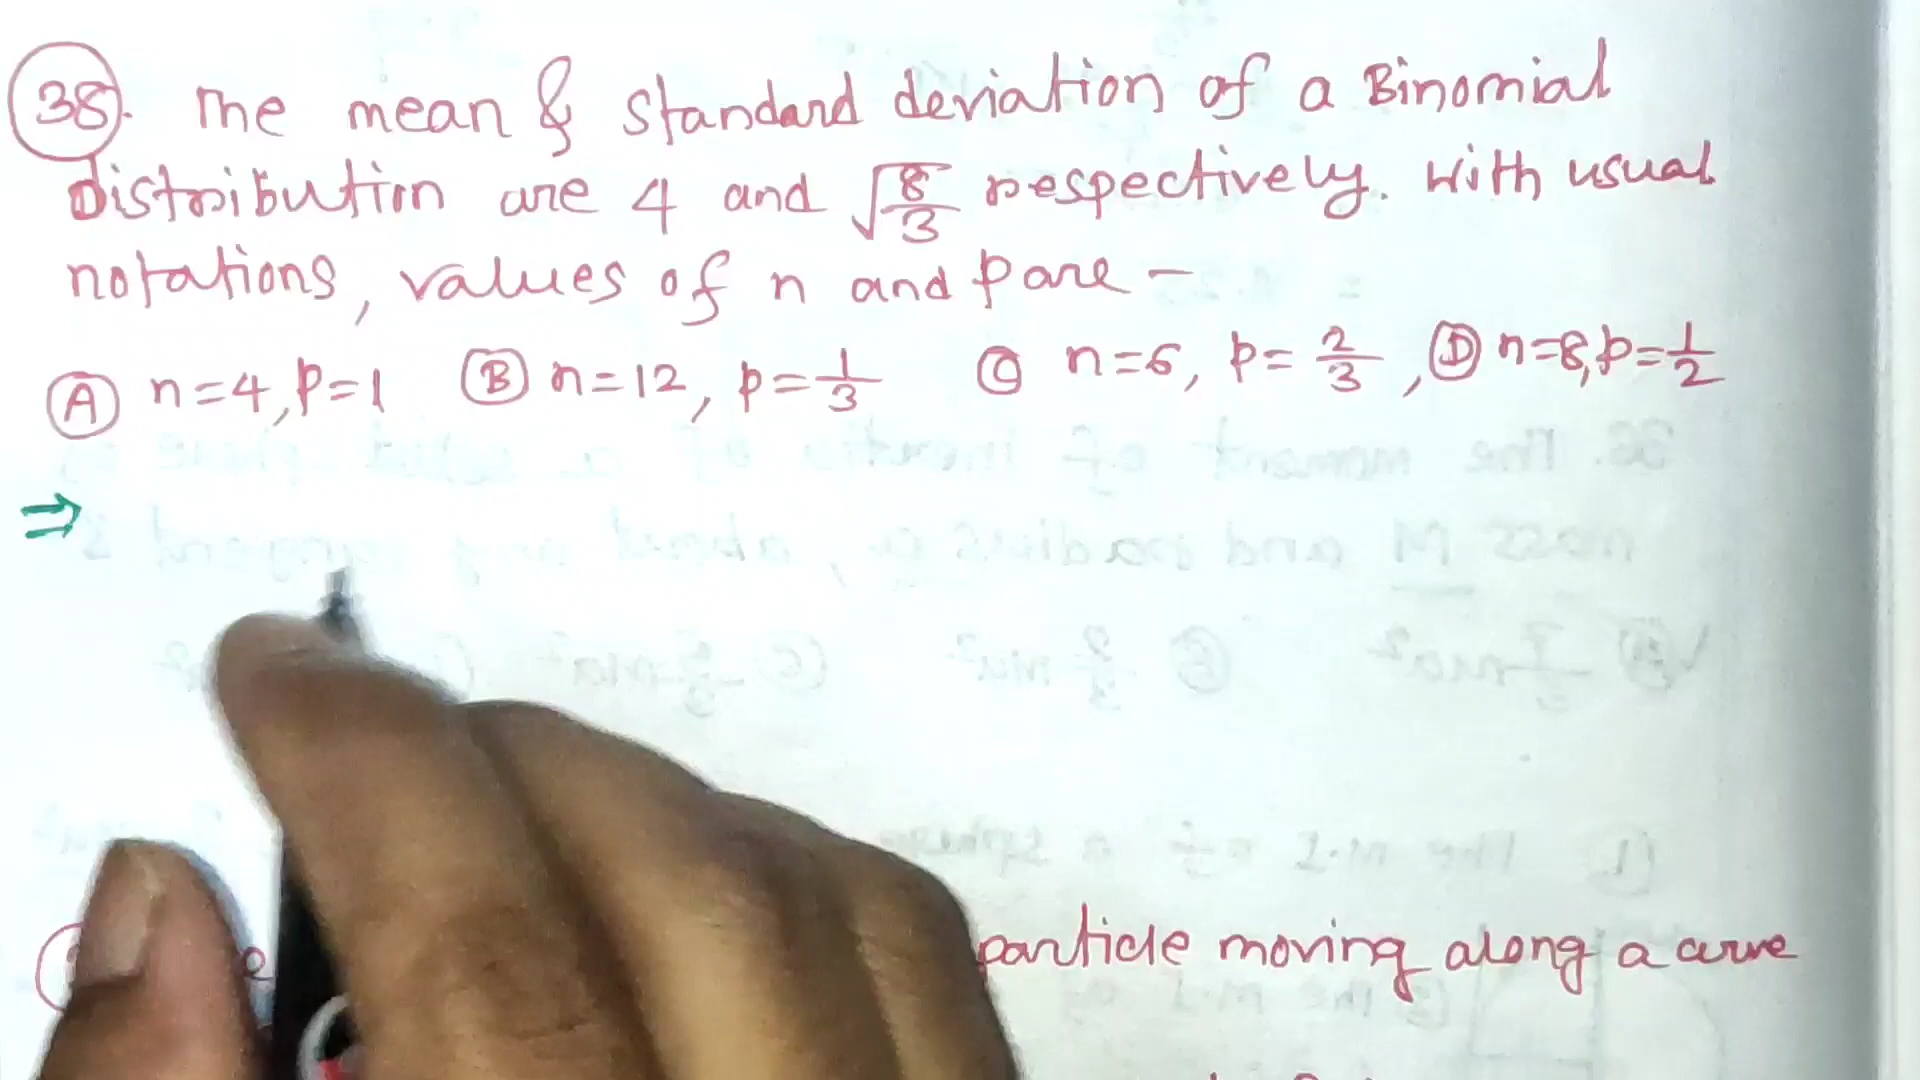 38. The mean & standard deviation of a Binomial
distribution are 4 and √8/3 respectively. With usual
notations, values of n and p are –
(A) n=4, p=1 (B) n=12, p=1/3 (C) n=6, p=2/3, (D) n=8, p=1/2
⇒
particle moving along a curve